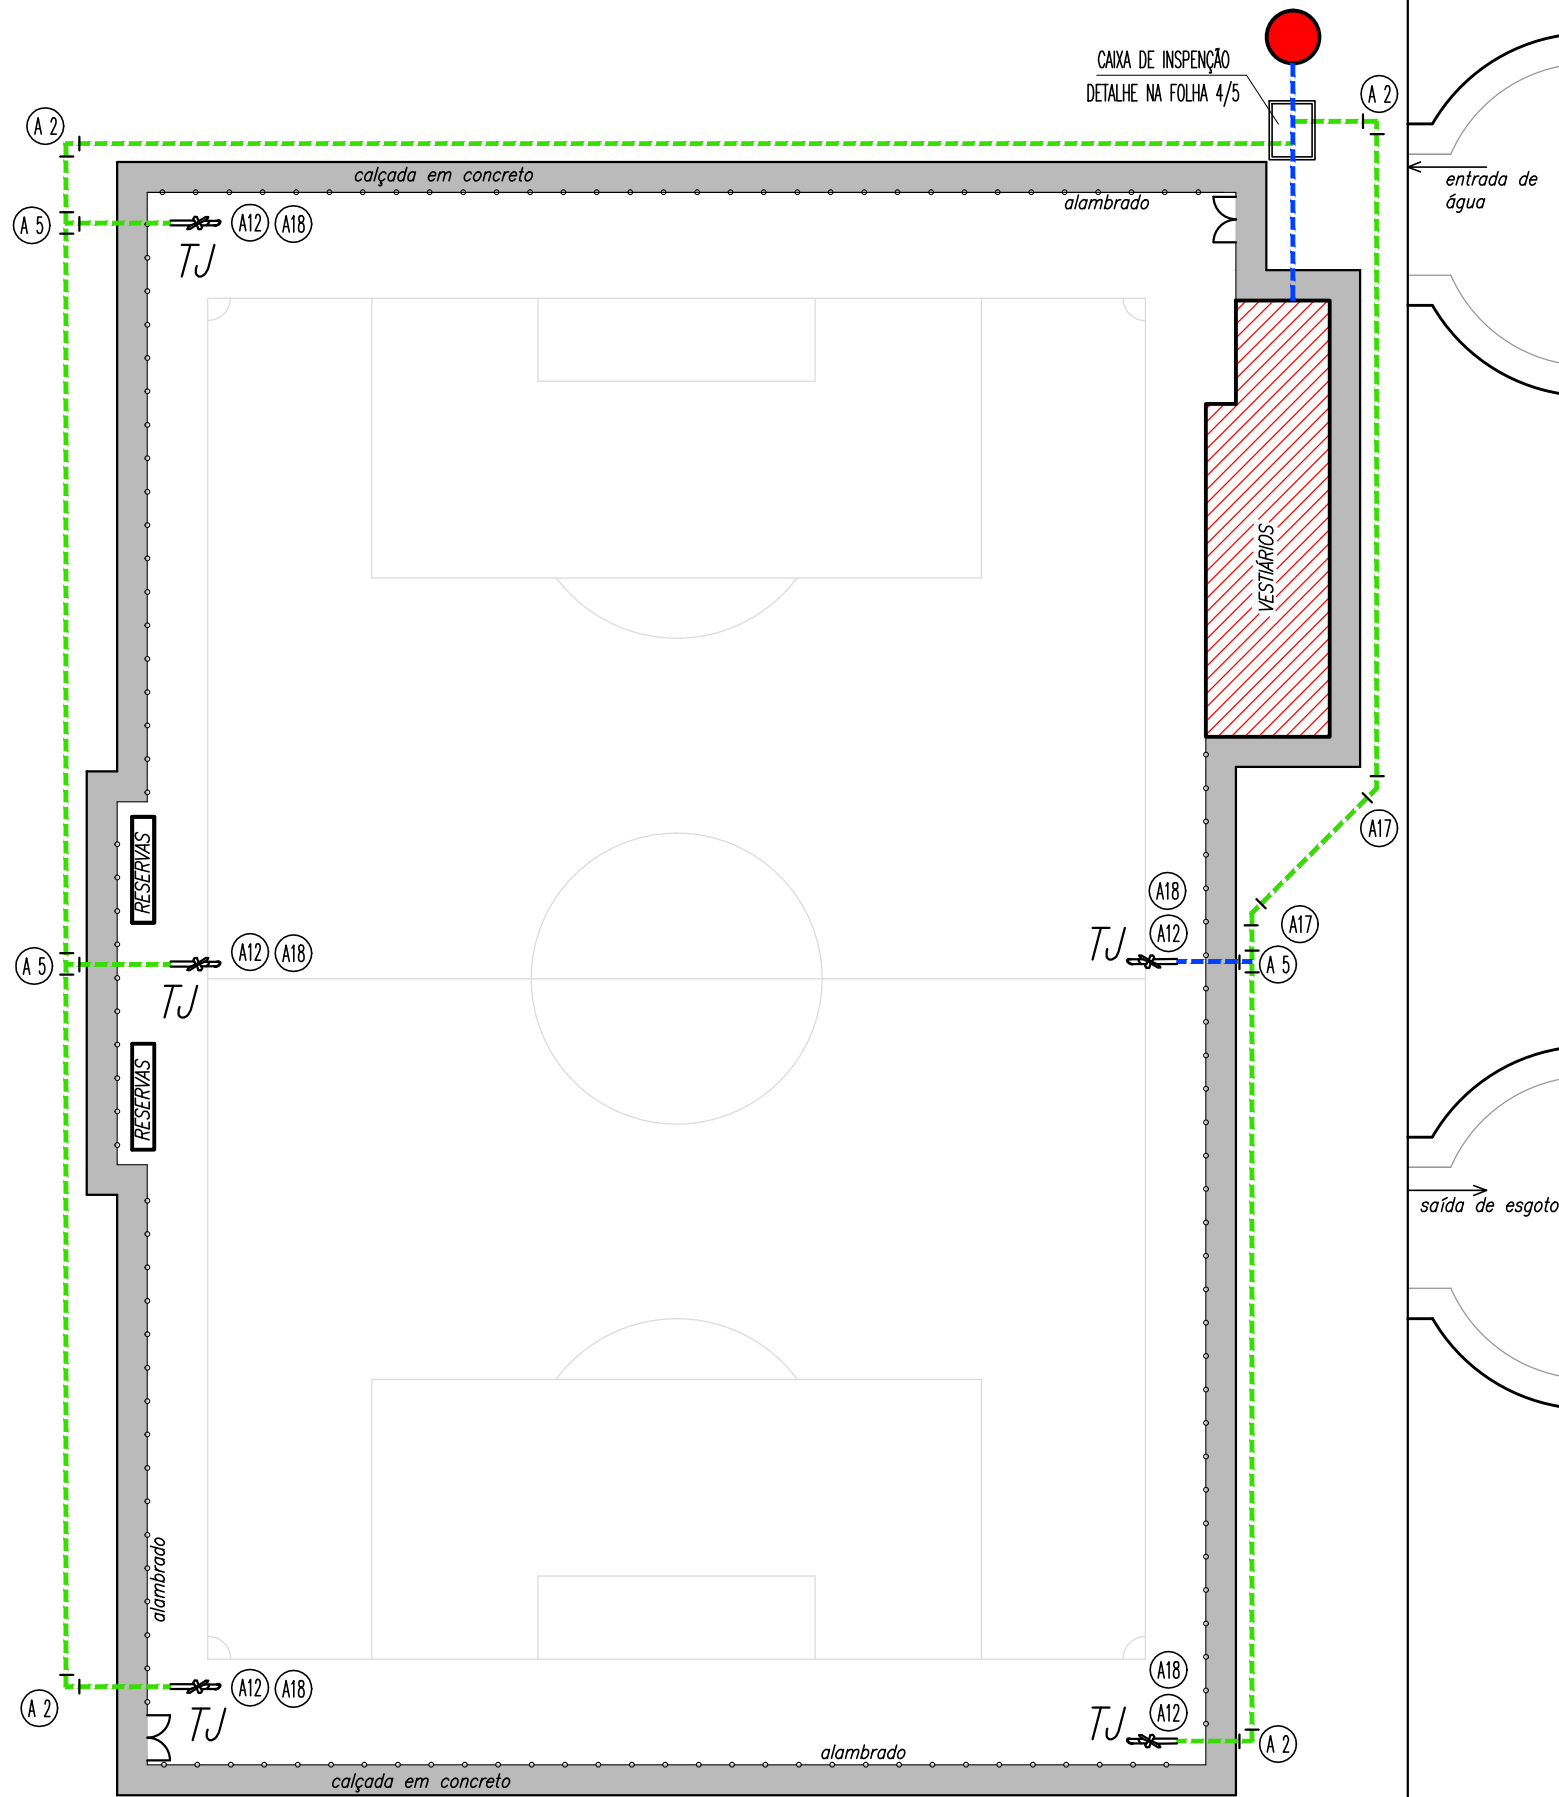 CAIXA DE INSPENÇÃO
DETALHE NA FOLHA 4/5
A 2
A 2
calçada em concreto
entrada de
água
alambrado
A 5
A12
A18
TJ
VESTIÁRIOS
RESERVAS
A17
A18
A17
A12
TJ
A 5
A12
A18
A 5
TJ
RESERVAS
saída de esgoto
alambrado
A18
A12
A18
A12
A 2
TJ
TJ
A 2
alambrado
calçada em concreto